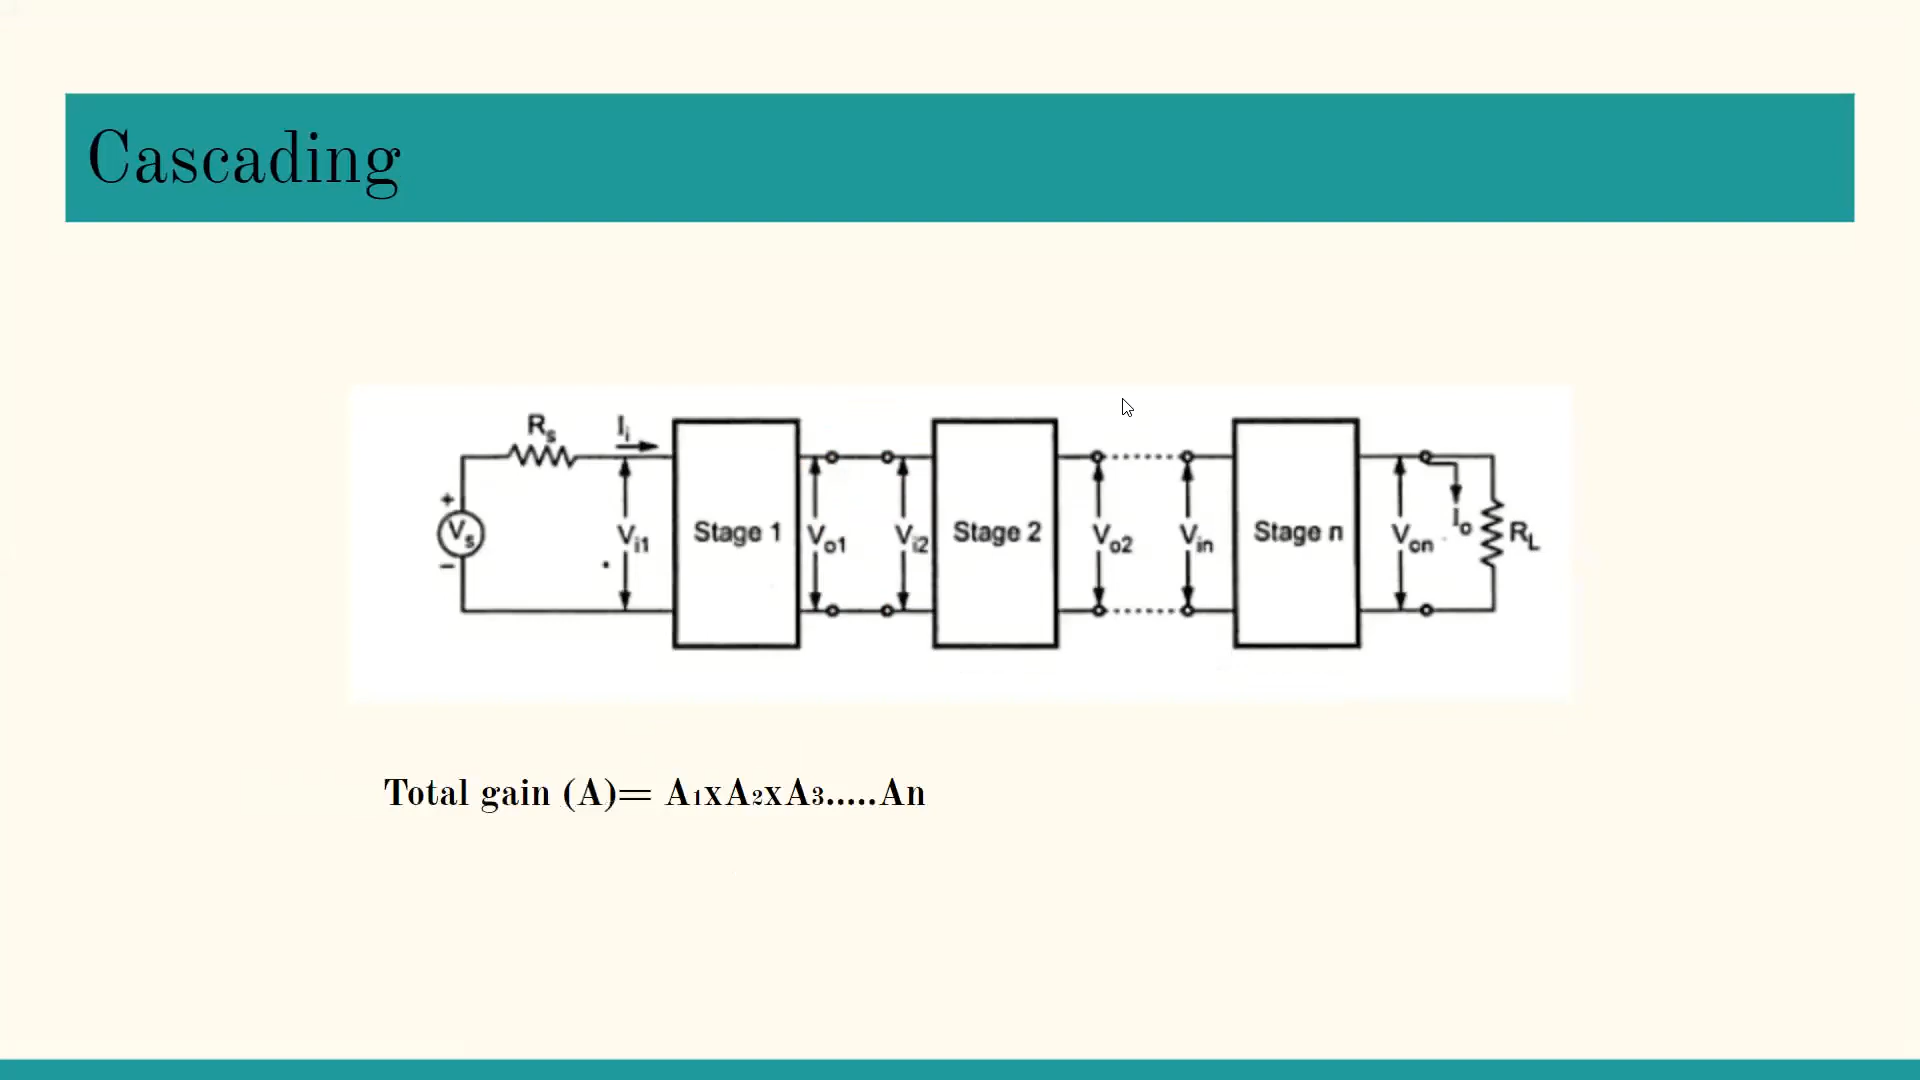 Cascading
Rs Ii
+
Vs
−
Vi1 Stage 1 Vo1 Vi2 Stage 2 Vo2 Vin Stage n Von Io RL
Total gain (A)= A1xA2xA3.....An